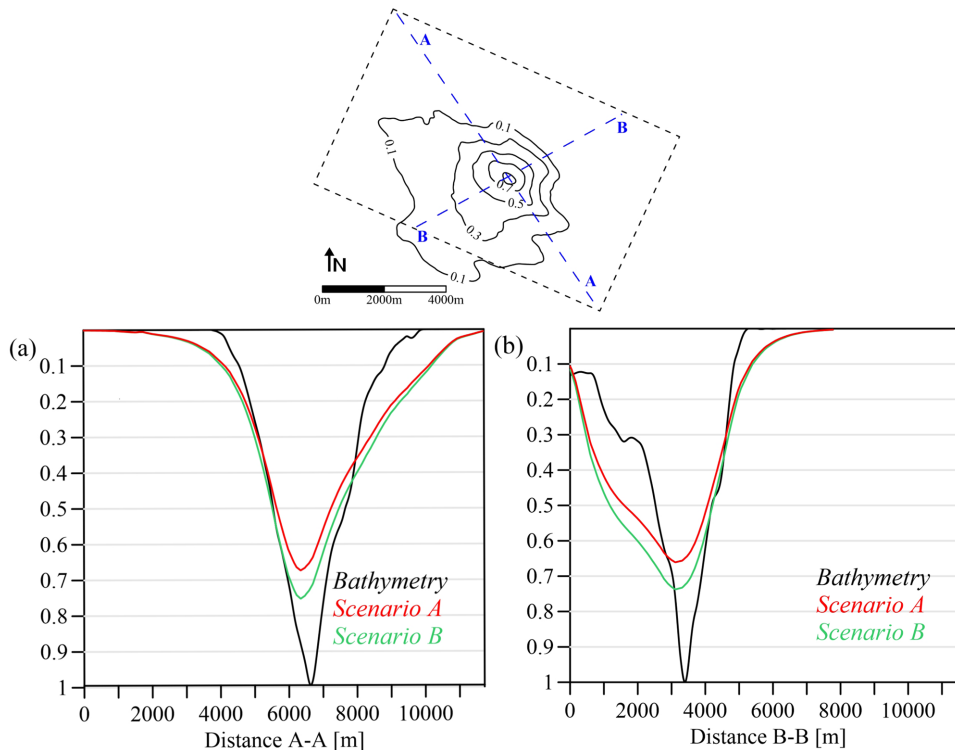 A
B
0.1
0.1
0.7
0.5
0.3
B
A
0.1
N
0m 2000m 4000m
(a)
0.1
0.2
0.3
0.4
0.5
0.6
0.7
0.8
0.9
1
Bathymetry
Scenario A
Scenario B
0 2000 4000 6000 8000 10000
Distance A-A [m]
(b)
0.1
0.2
0.3
0.4
0.5
0.6
0.7
0.8
0.9
1
Bathymetry
Scenario A
Scenario B
0 2000 4000 6000 8000 10000
Distance B-B [m]